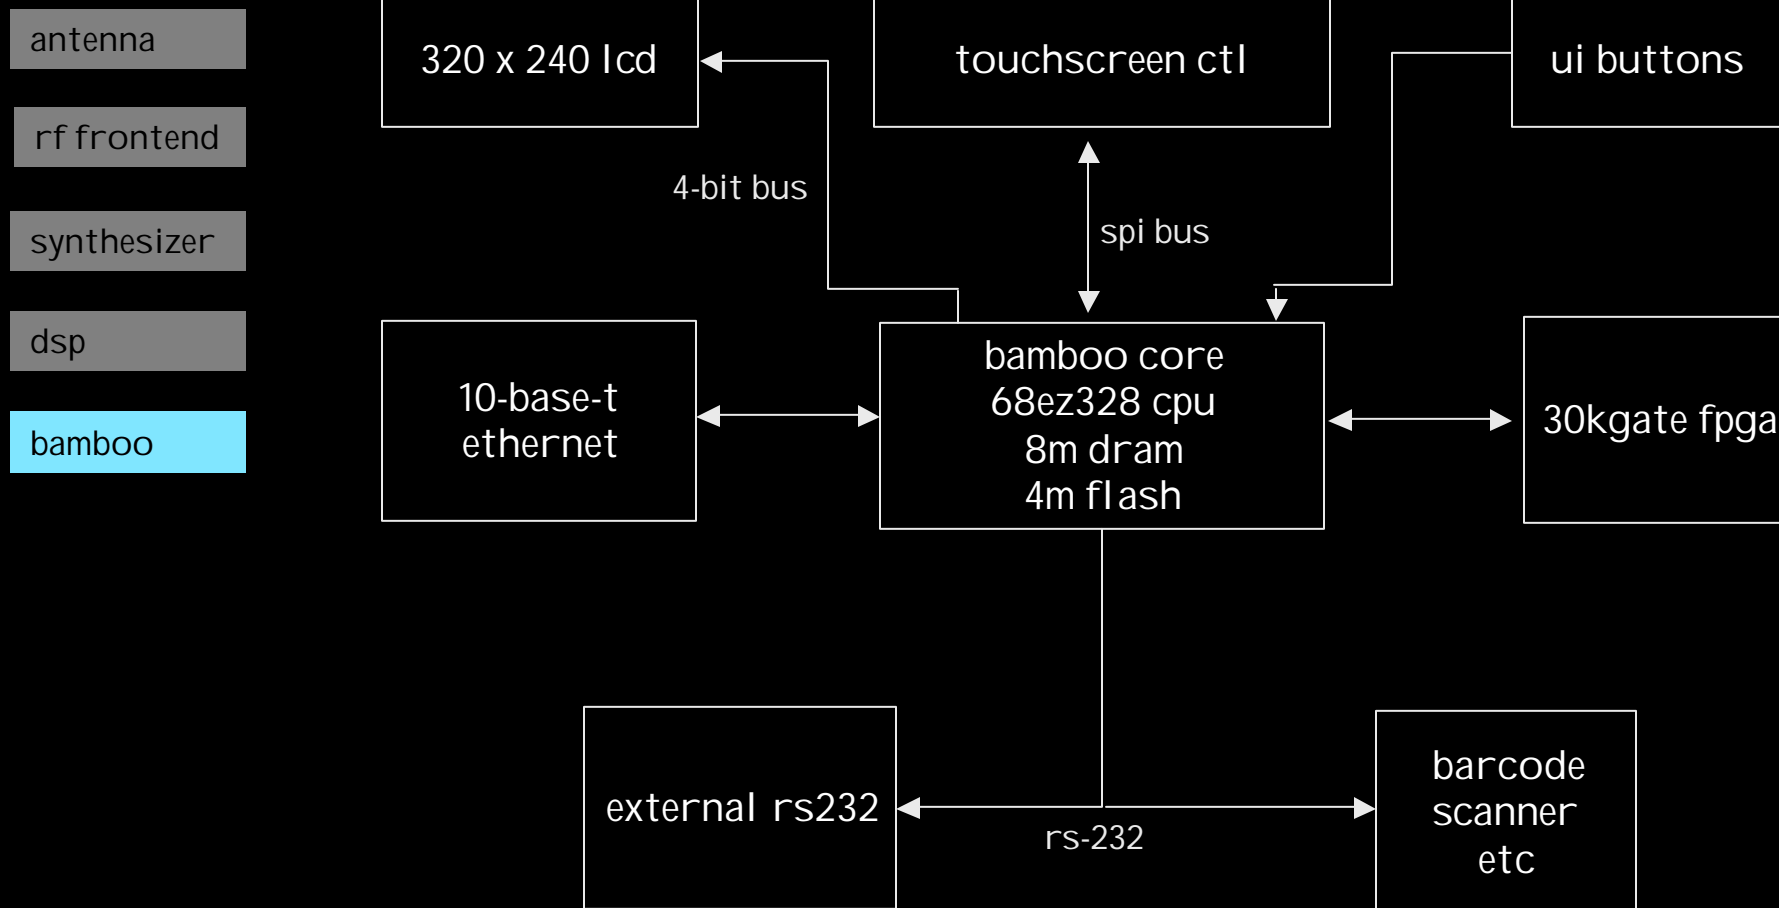 antenna
rf frontend
synthesizer
dsp
bamboo
320 x 240 lcd
touchscreen ctl
ui buttons
4-bit bus
spi bus
10-base-t
ethernet
bamboo core
68ez328 cpu
8m dram
4m flash
30kgate fpga
external rs232
rs-232
barcode
scanner
etc